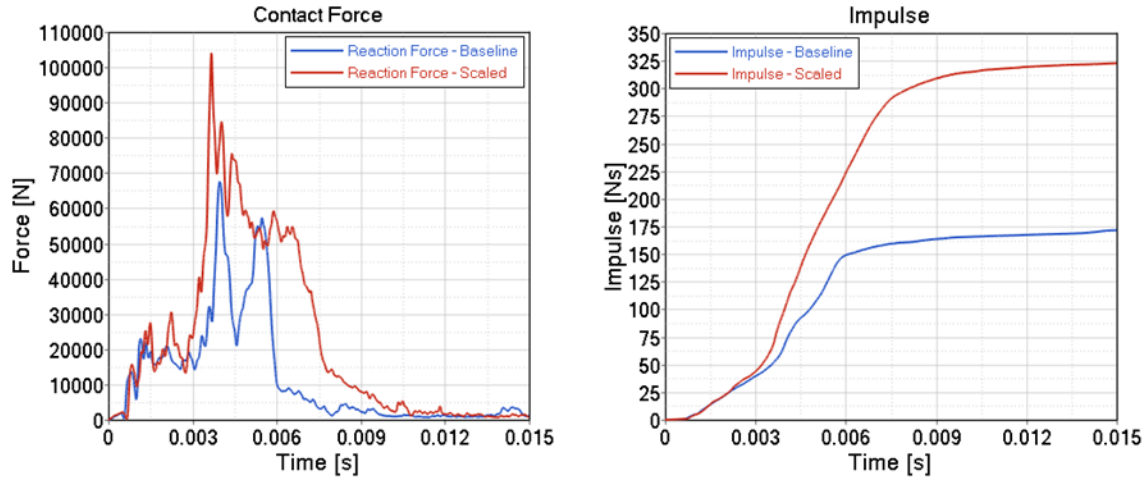 Contact Force
Reaction Force - Baseline
Reaction Force - Scaled
110000
100000
90000
80000
70000
60000
50000
40000
30000
20000
10000
0
Force [N]
0 0.003 0.006 0.009 0.012 0.015
Time [s]
Impulse
Impulse - Baseline
Impulse - Scaled
350
325
300
275
250
225
200
175
150
125
100
75
50
25
0
Impulse [Ns]
0 0.003 0.006 0.009 0.012 0.015
Time [s]